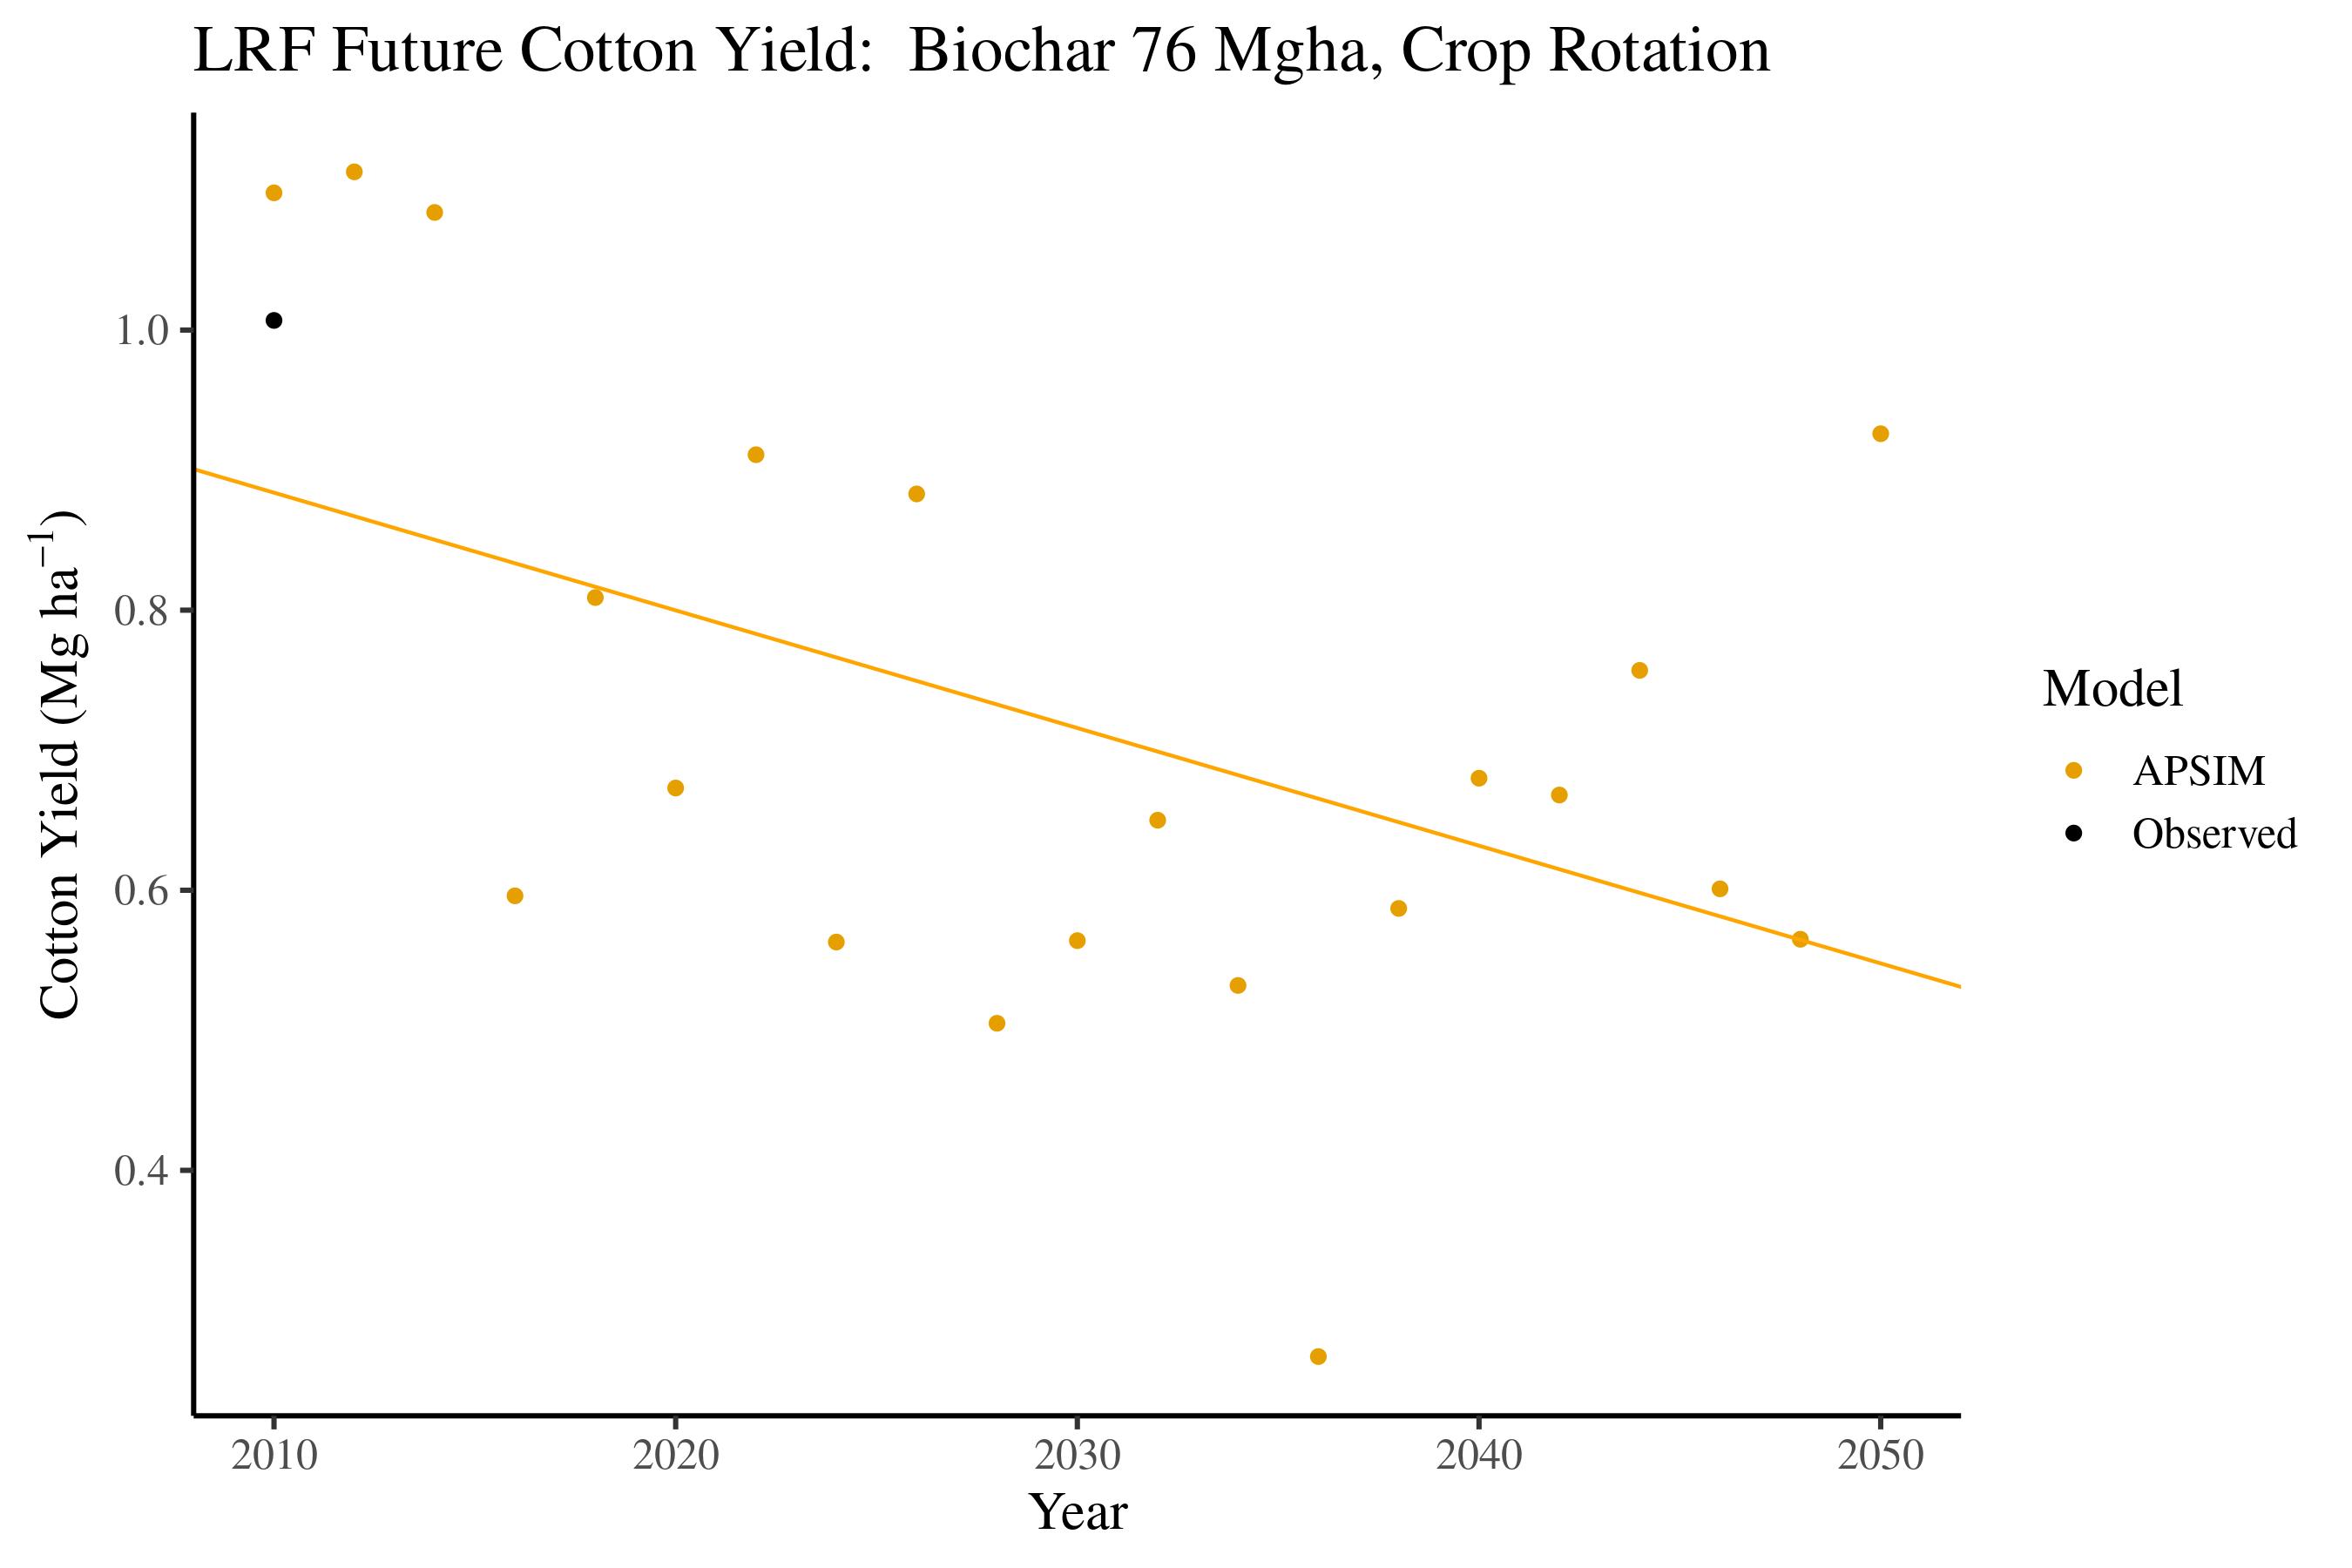 LRF Future Cotton Yield:  Biochar 76 Mgha, Crop Rotation
Cotton Yield (Mg ha⁻¹)
1.0
0.8
0.6
0.4
2010 2020 2030 2040 2050
Year
Model
APSIM
Observed